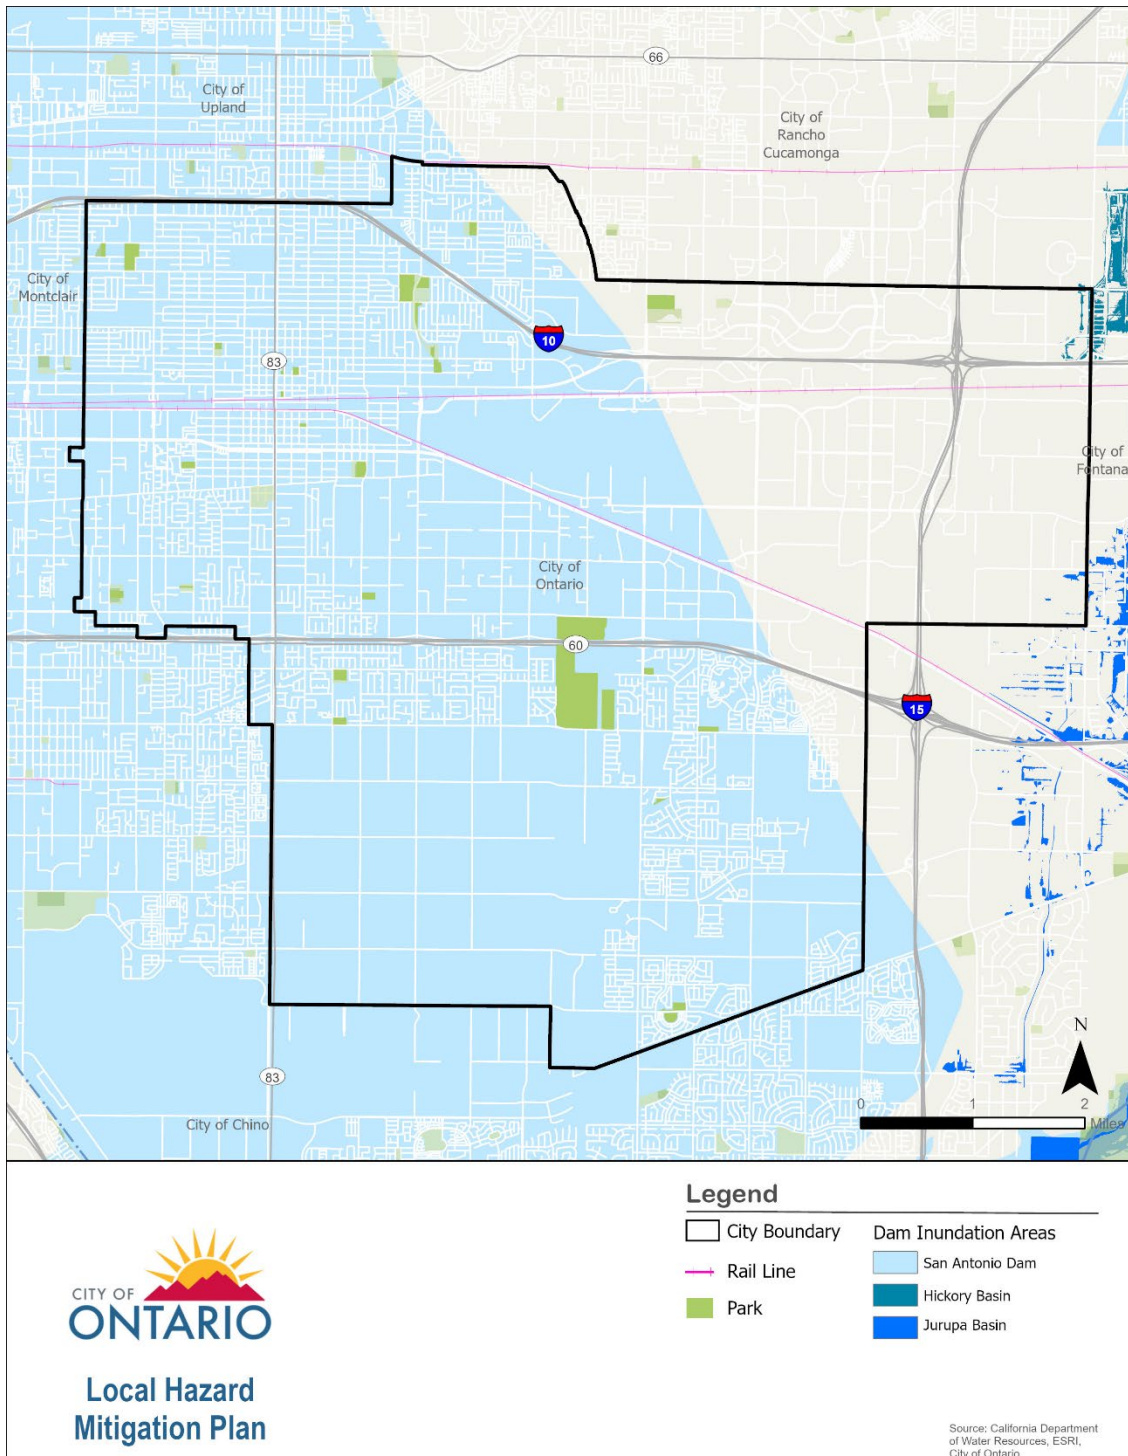 66
City of
Upland
City of
Rancho
Cucamonga
City of
Montclair
10
83
City of
Fontana
City of
Ontario
60
15
N
83
0
1
2
Miles
City of Chino
Legend
City Boundary
Rail Line
Park
Dam Inundation Areas
San Antonio Dam
Hickory Basin
Jurupa Basin
CITY OF
ONTARIO
Local Hazard
Mitigation Plan
Source: California Department
of Water Resources, ESRI,
City of Ontario